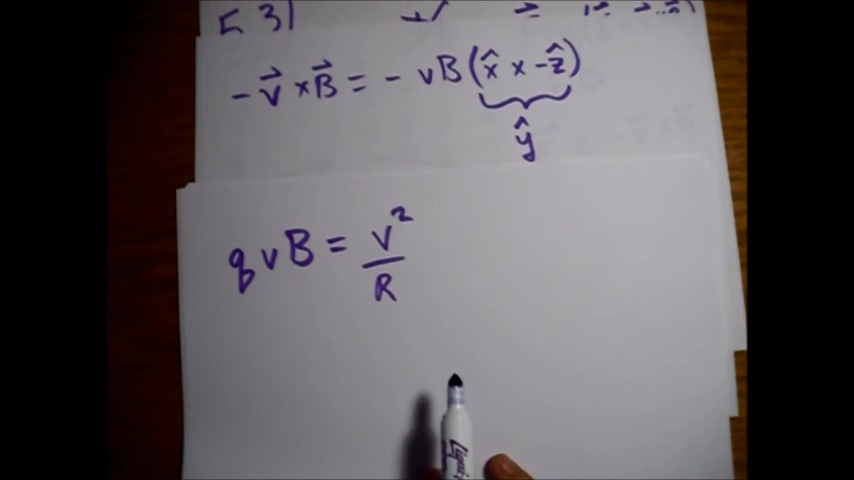 [3]
-v⃗ × B⃗ = - vB(x̂ × -ẑ)
ŷ
qvB = v²/R